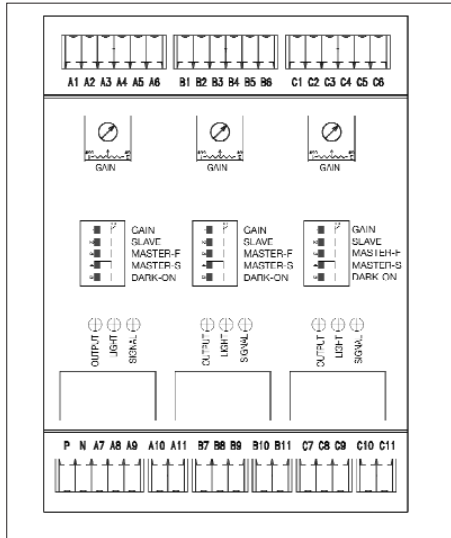 A1 A2 A3 A4 A5 A6 B1 B2 B3 B4 B5 B6 C1 C2 C3 C4 C5 C6
GAIN GAIN GAIN
GAIN GAIN GAIN
SLAVE SLAVE SLAVE
MASTER-F MASTER-F MASTER-F
MASTER-S MASTER-S MASTER-S
DARK-ON DARK-ON DARK-ON
OUTPUT LIGHT SIGNAL OUTPUT LIGHT SIGNAL OUTPUT LIGHT SIGNAL
P N A7 A8 A9 A10 A11 B7 B8 B9 B10 B11 C7 C8 C9 C10 C11